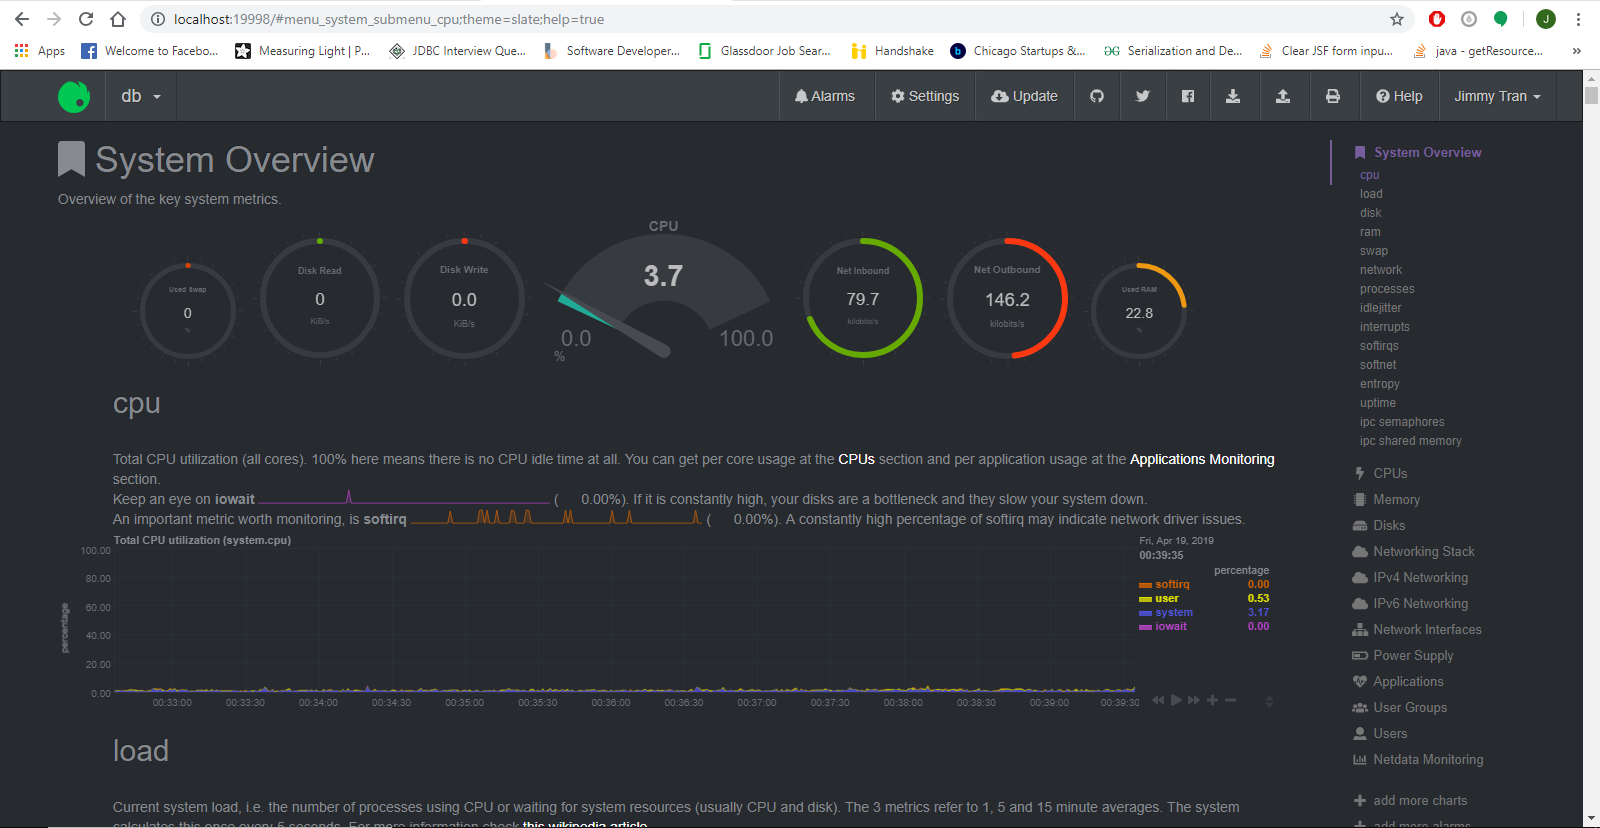 localhost:19998/#menu_system_submenu_cpu;theme=slate;help=true
J
Apps
Welcome to Facebo...
Measuring Light | P...
JDBC Interview Que...
Software Developer...
Glassdoor Job Sear...
Handshake
Chicago Startups &...
Serialization and De...
Clear JSF form inpu...
java - getResource...
»
db
Alarms
Settings
Update
Help
Jimmy Tran
System Overview
Overview of the key system metrics.
Used Swap
0
%
Disk Read
0
KiB/s
Disk Write
0.0
KiB/s
CPU
3.7
0.0
100.0
%
Net Inbound
79.7
kilobits/s
Net Outbound
146.2
kilobits/s
Used RAM
22.8
%
cpu
Total CPU utilization (all cores). 100% here means there is no CPU idle time at all. You can get per core usage at the CPUs section and per application usage at the Applications Monitoring
section.
Keep an eye on iowait ( 0.00%). If it is constantly high, your disks are a bottleneck and they slow your system down.
An important metric worth monitoring, is softirq ( 0.00%). A constantly high percentage of softirq may indicate network driver issues.
Total CPU utilization (system.cpu)
percentage
100.00
80.00
60.00
40.00
20.00
0.00
00:33:00 00:33:30 00:34:00 00:34:30 00:35:00 00:35:30 00:36:00 00:36:30 00:37:00 00:37:30 00:38:00 00:38:30 00:39:00 00:39:30
Fri, Apr 19, 2019
00:39:35
percentage
softirq 0.00
user 0.53
system 3.17
iowait 0.00
load
Current system load, i.e. the number of processes using CPU or waiting for system resources (usually CPU and disk). The 3 metrics refer to 1, 5 and 15 minute averages. The system
calculates this once every 5 seconds. For more information check this wikipedia article.
System Overview
cpu
load
disk
ram
swap
network
processes
idlejitter
interrupts
softirqs
softnet
entropy
uptime
ipc semaphores
ipc shared memory
CPUs
Memory
Disks
Networking Stack
IPv4 Networking
IPv6 Networking
Network Interfaces
Power Supply
Applications
User Groups
Users
Netdata Monitoring
add more charts
add more alarms